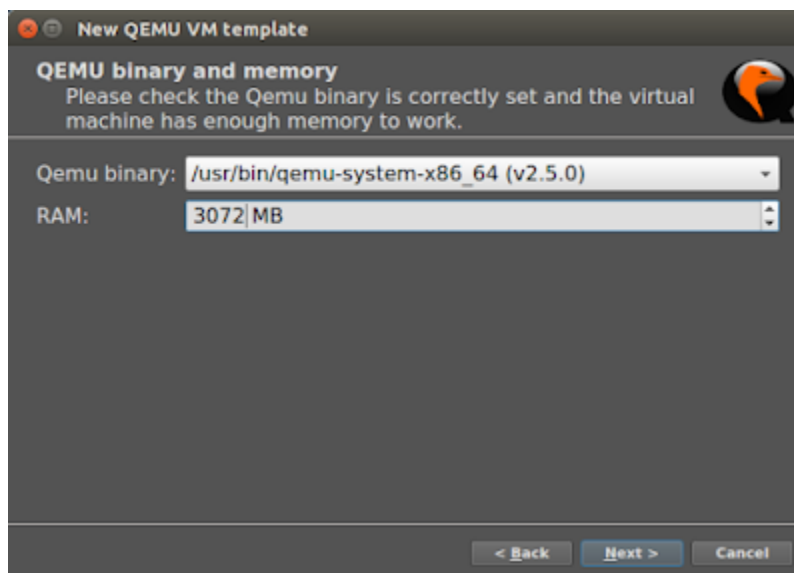 New QEMU VM template
QEMU binary and memory
Please check the Qemu binary is correctly set and the virtual
machine has enough memory to work.
Qemu binary: /usr/bin/qemu-system-x86_64 (v2.5.0)
RAM: 3072 MB
< Back Next > Cancel